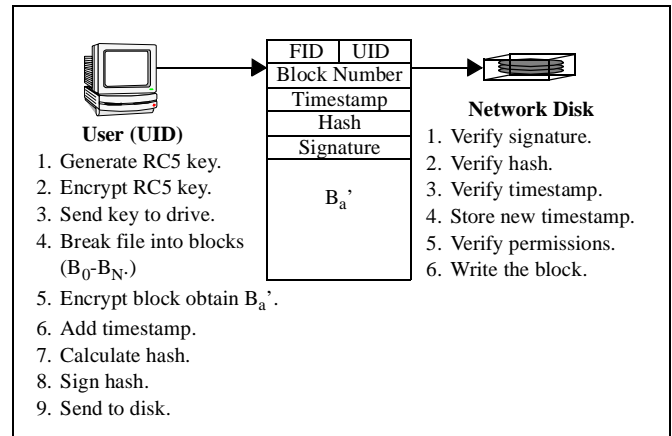 FID UID
Block Number
Timestamp
Hash
Signature
Ba’
User (UID)
1. Generate RC5 key.
2. Encrypt RC5 key.
3. Send key to drive.
4. Break file into blocks
(B0-BN.)
5. Encrypt block obtain Ba’.
6. Add timestamp.
7. Calculate hash.
8. Sign hash.
9. Send to disk.
Network Disk
1. Verify signature.
2. Verify hash.
3. Verify timestamp.
4. Store new timestamp.
5. Verify permissions.
6. Write the block.